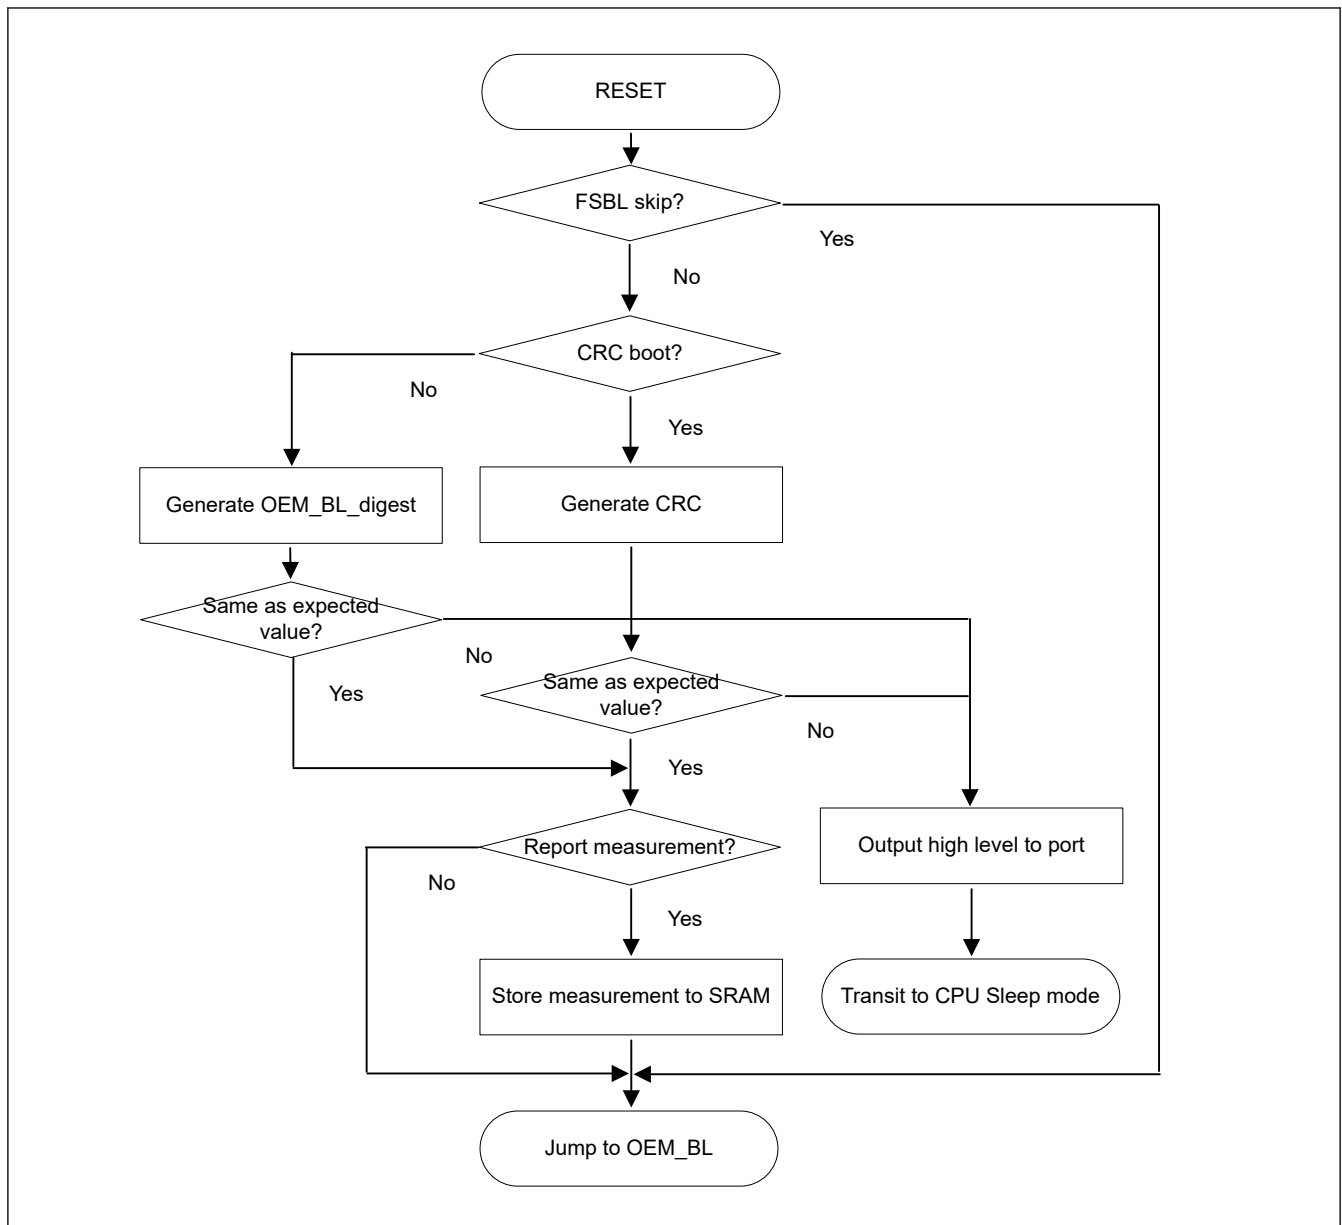 RESET
FSBL skip?
Yes
No
CRC boot?
No
Yes
Generate OEM_BL_digest
Generate CRC
Same as expected
value?
No
Yes
Same as expected
value?
No
Yes
Report measurement?
Output high level to port
No
Yes
Store measurement to SRAM
Transit to CPU Sleep mode
Jump to OEM_BL